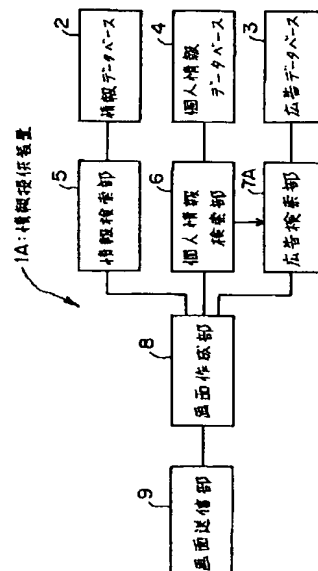 1A:情報提供装置
2
情報データベース
4
個人情報
データベース
3
広告データベース
5
情報検索部
6
個人情報
検索部
7A
広告検索部
8
画面作成部
9
画面送信部